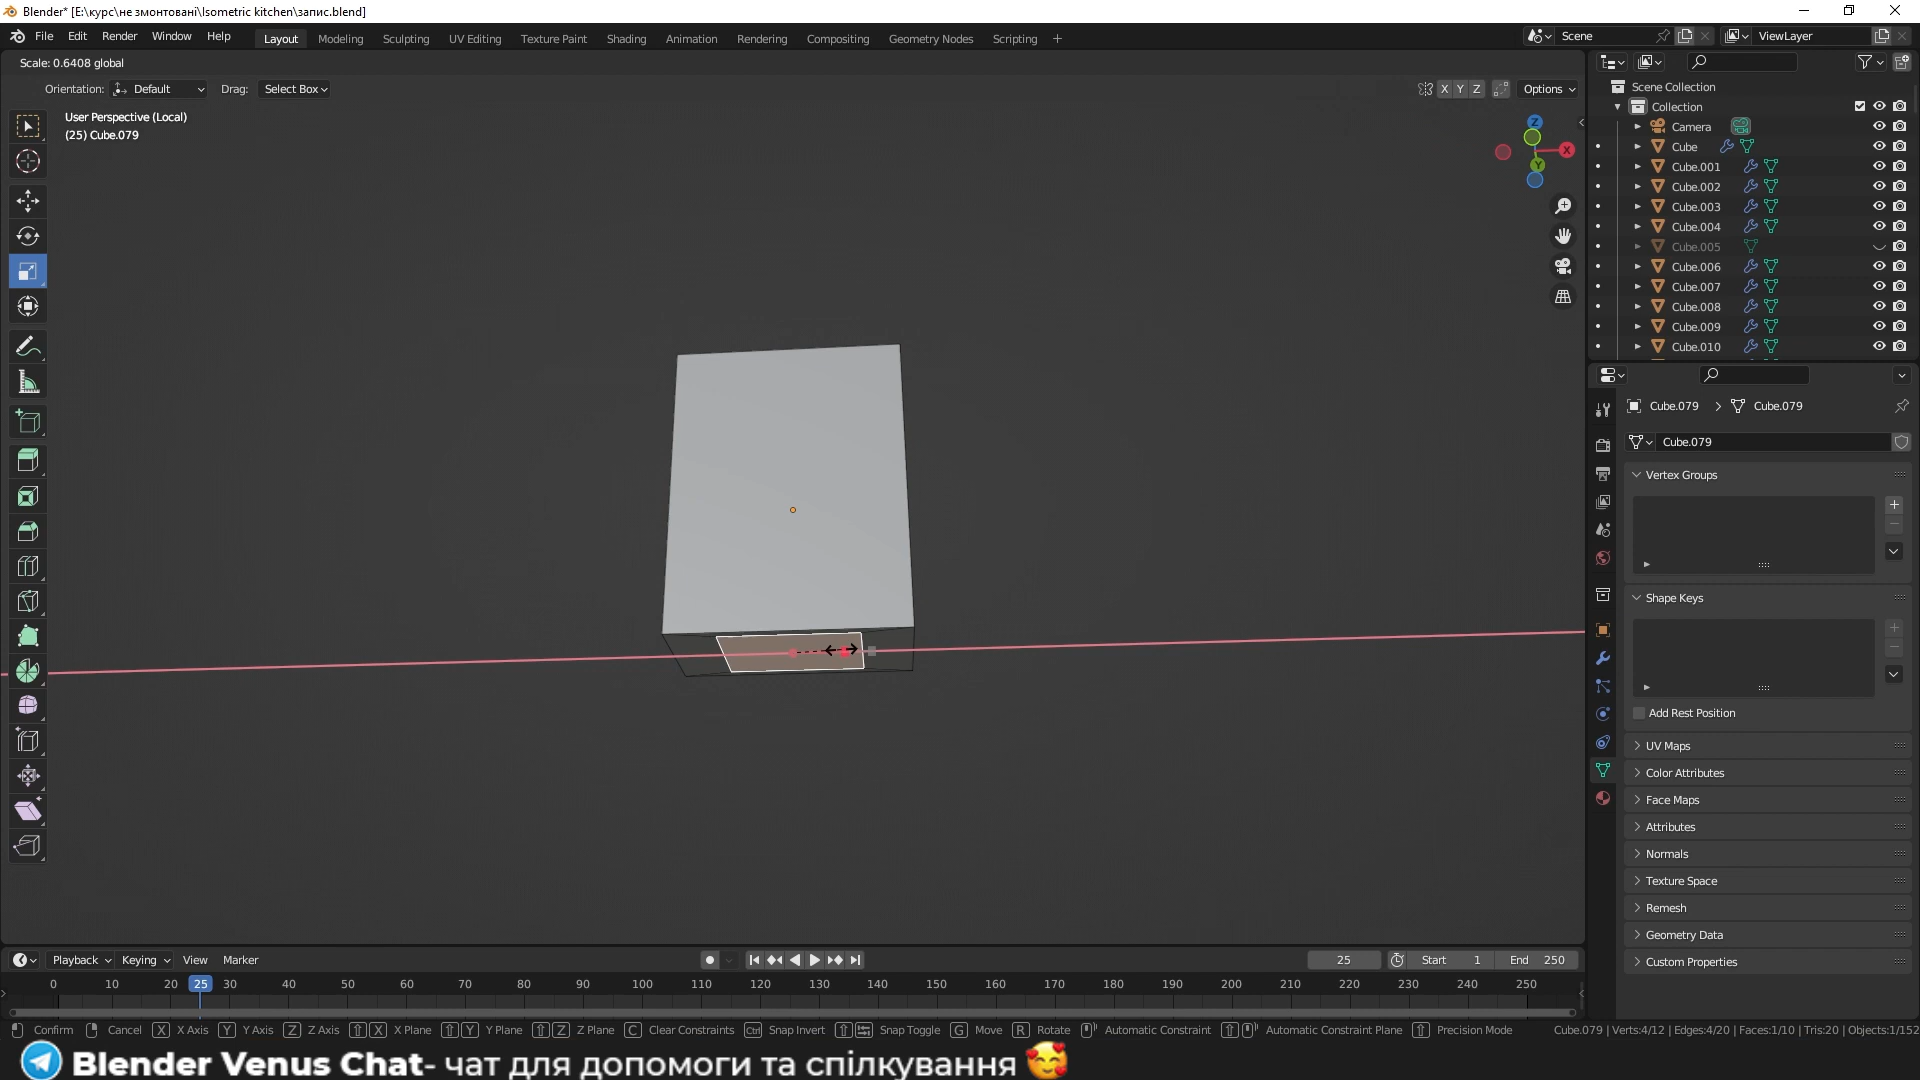 Blender* [E:\курс\не змонтовані\Isometric kitchen\запис.blend]
File Edit Render Window Help Layout Modeling Sculpting UV Editing Texture Paint Shading Animation Rendering Compositing Geometry Nodes Scripting + Scene ViewLayer
Scale: 0.6408 global
Orientation: Default Drag: Select Box X Y Z Options
User Perspective (Local)
(25) Cube.079
Z
X
Y
Scene Collection
Collection
Camera
Cube
Cube.001
Cube.002
Cube.003
Cube.004
Cube.005
Cube.006
Cube.007
Cube.008
Cube.009
Cube.010
Cube.079 > Cube.079
Cube.079
Vertex Groups
Shape Keys
Add Rest Position
UV Maps
Color Attributes
Face Maps
Attributes
Normals
Texture Space
Remesh
Geometry Data
Custom Properties
Playback Keying View Marker 25 Start 1 End 250
0 10 20 25 30 40 50 60 70 80 90 100 110 120 130 140 150 160 170 180 190 200 210 220 230 240 250
Confirm Cancel X X Axis Y Y Axis Z Z Axis X X Plane Y Y Plane Z Z Plane C Clear Constraints Ctrl Snap Invert Snap Toggle G Move R Rotate Automatic Constraint Automatic Constraint Plane Precision Mode Cube.079 | Verts:4/12 | Edges:4/20 | Faces:1/10 | Tris:20 | Objects:1/152
Blender Venus Chat- чат для допомоги та спілкування 🥰